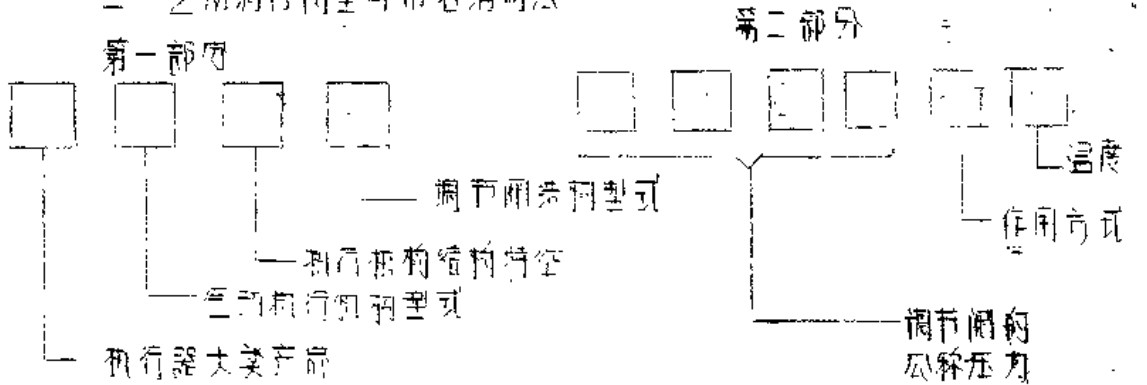 第一部分
第二部分
温度
调节阀结构型式
作用方式
执行机构结构特征
气动执行机构型式
调节阀的
公称压力
执行器大类产品